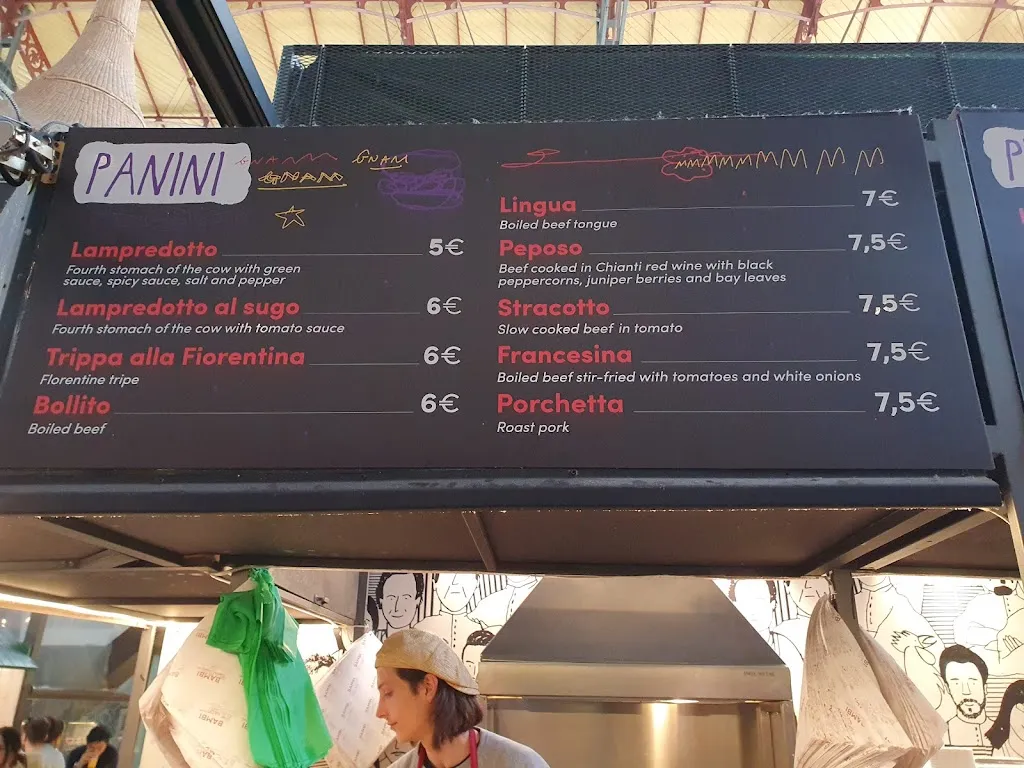 PANINI
GNAM
GNAM
GNAM
Lampredotto 5€
Fourth stomach of the cow with green
sauce, spicy sauce, salt and pepper
Lampredotto al sugo 6€
Fourth stomach of the cow with tomato sauce
Trippa alla Fiorentina 6€
Florentine tripe
Bollito 6€
Boiled beef
Lingua 7€
Boiled beef tongue
Peposo 7,5€
Beef cooked in Chianti red wine with black
peppercorns, juniper berries and bay leaves
Stracotto 7,5€
Slow cooked beef in tomato
Francesina 7,5€
Boiled beef stir-fried with tomatoes and white onions
Porchetta 7,5€
Roast pork
BAMBI
BAMBI